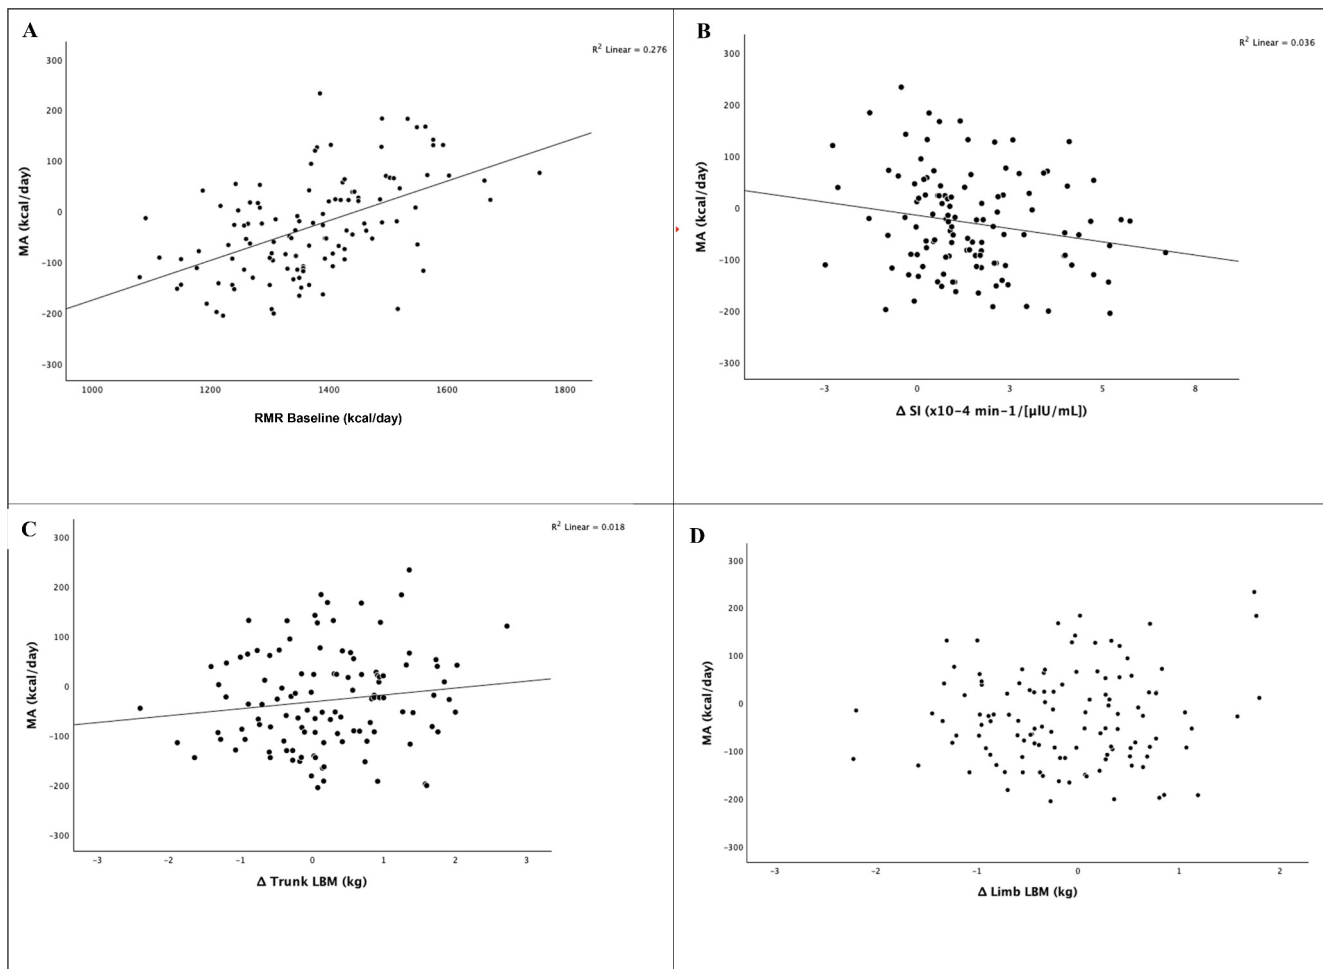 A
R² Linear = 0.276
300
200
100
0
−100
−200
−300
MA (kcal/day)
1000 1200 1400 1600 1800
RMR Baseline (kcal/day)
B
R² Linear = 0.036
300
200
100
0
−100
−200
−300
MA (kcal/day)
−3 0 3 5 8
Δ SI (x10−4 min−1/[μIU/mL])
C
R² Linear = 0.018
300
200
100
0
−100
−200
−300
MA (kcal/day)
−3 −2 −1 0 1 2 3
Δ Trunk LBM (kg)
D
300
200
100
0
−100
−200
−300
MA (kcal/day)
−3 −2 −1 0 1 2
Δ Limb LBM (kg)